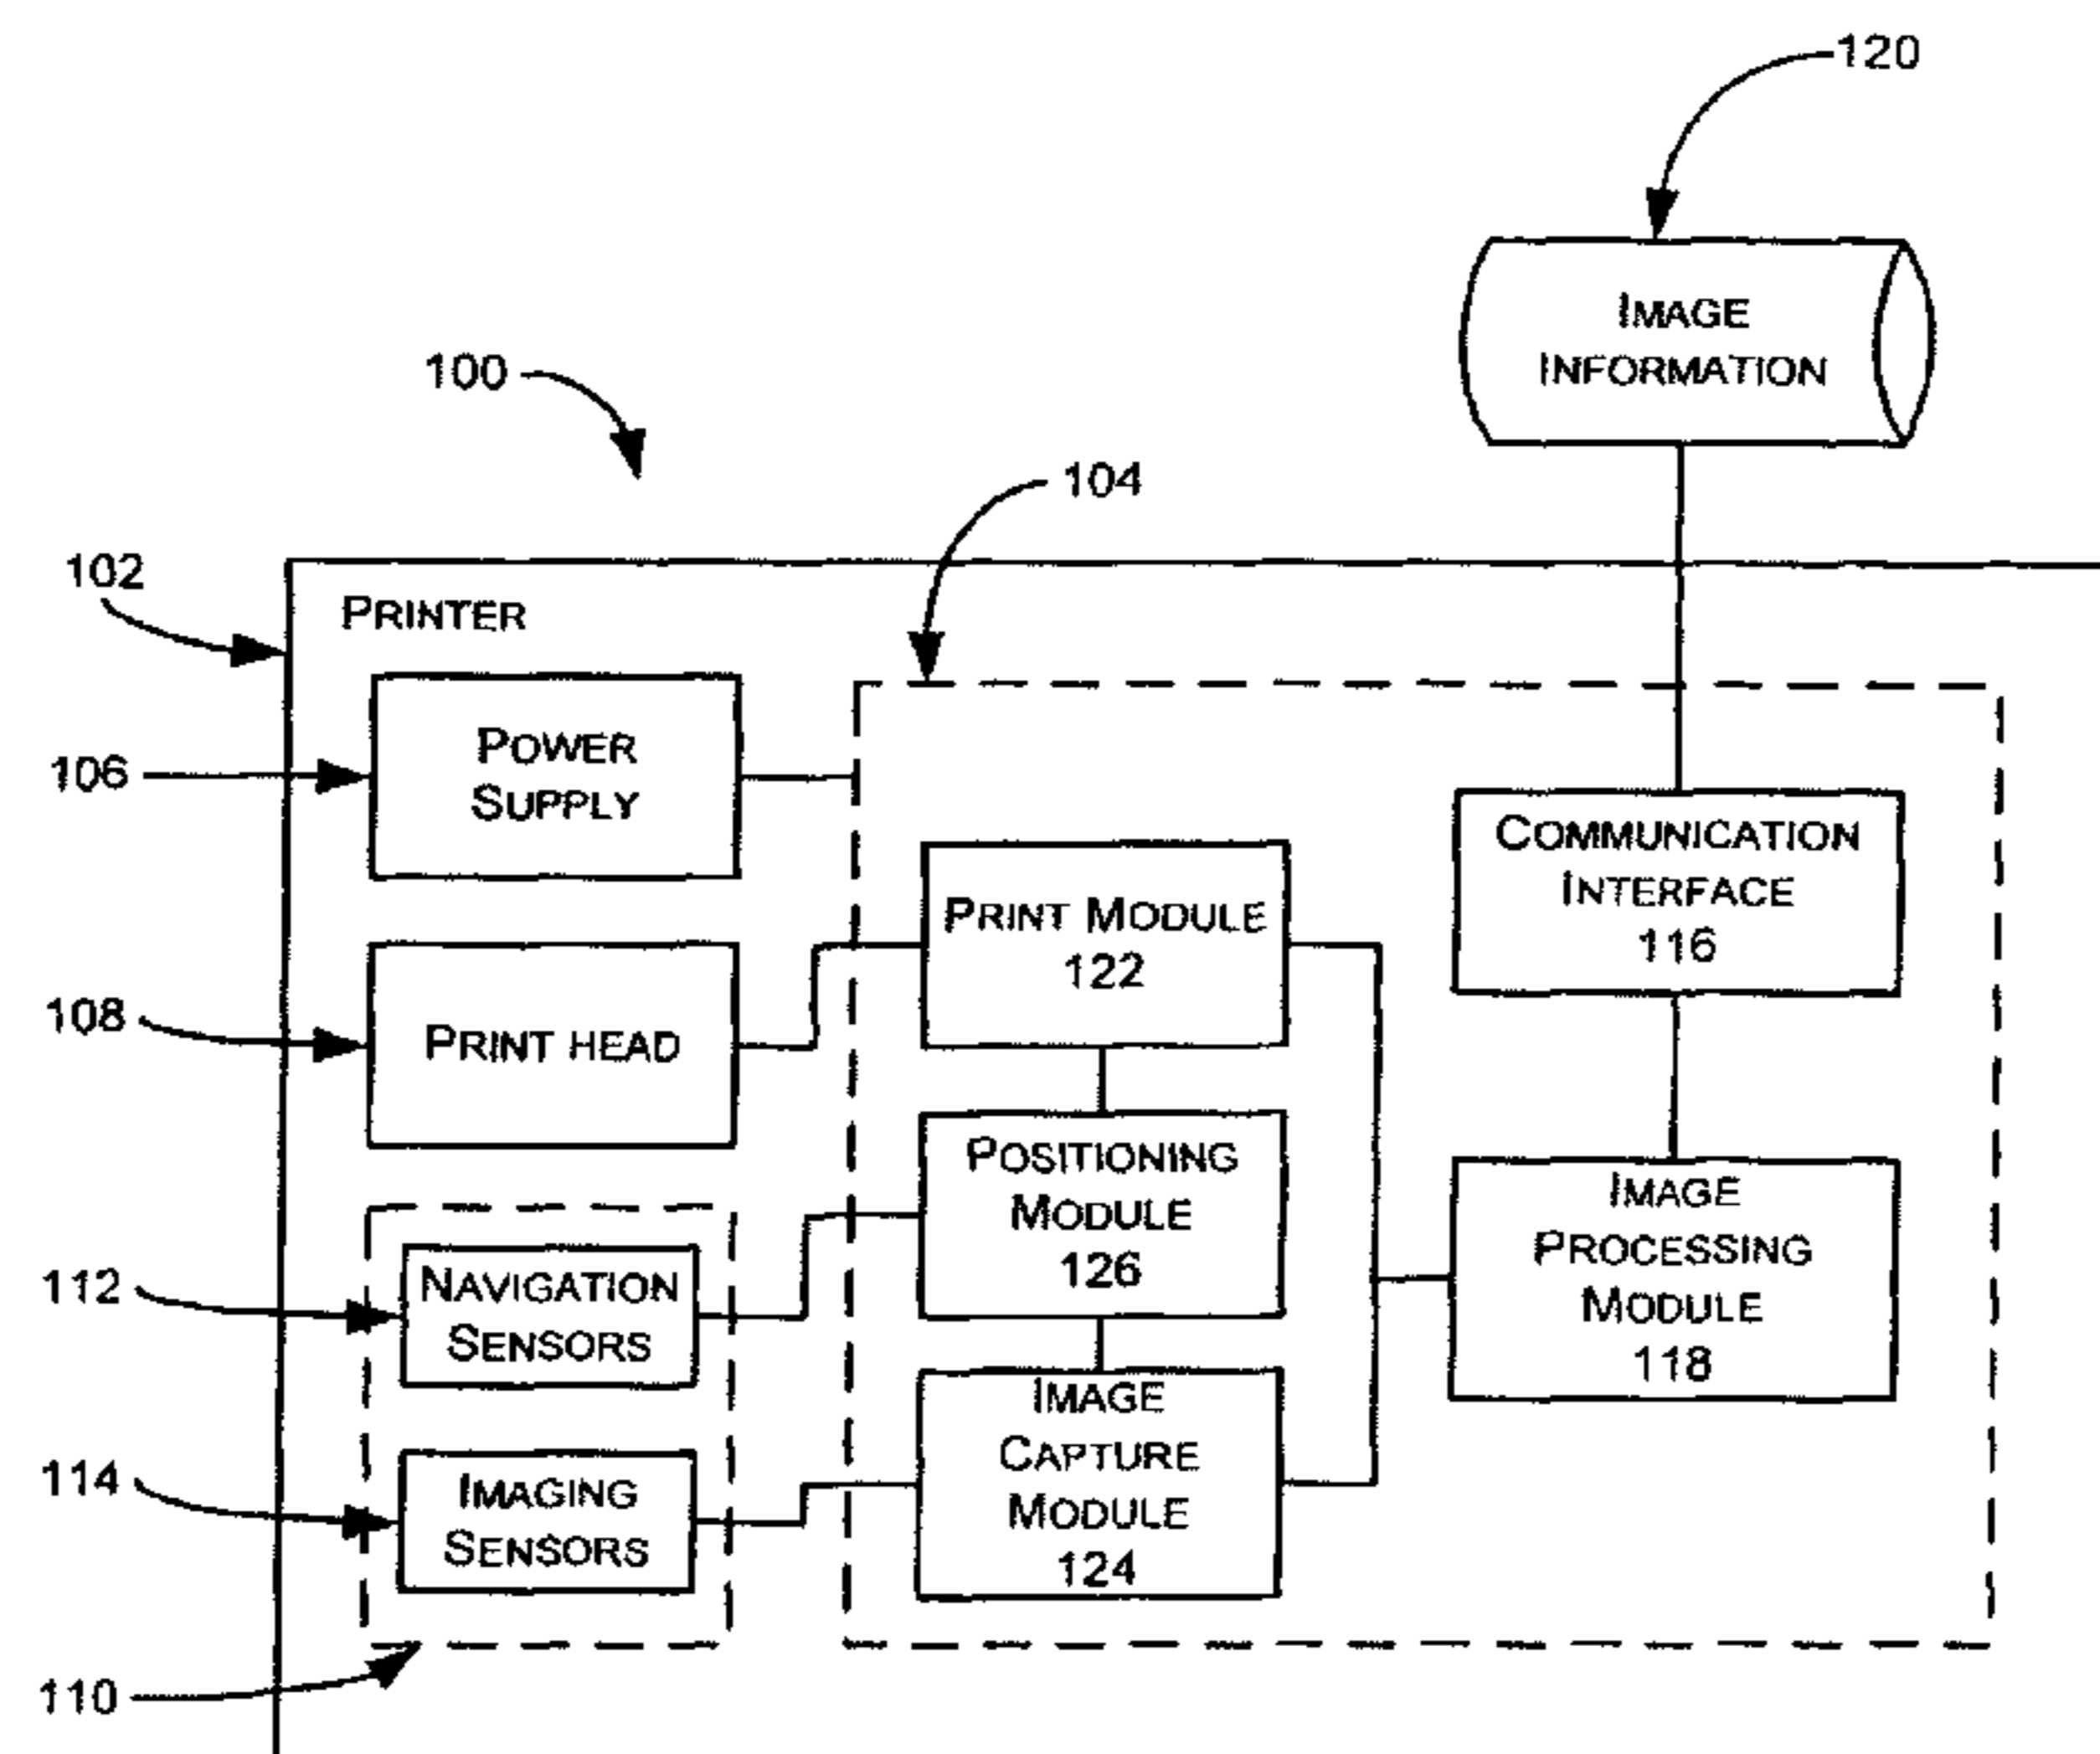 120
IMAGE
INFORMATION
100
104
102
PRINTER
106
POWER
SUPPLY
COMMUNICATION
INTERFACE
116
PRINT MODULE
122
108
PRINT HEAD
POSITIONING
MODULE
126
IMAGE
PROCESSING
MODULE
118
112
NAVIGATION
SENSORS
114
IMAGING
SENSORS
IMAGE
CAPTURE
MODULE
124
110